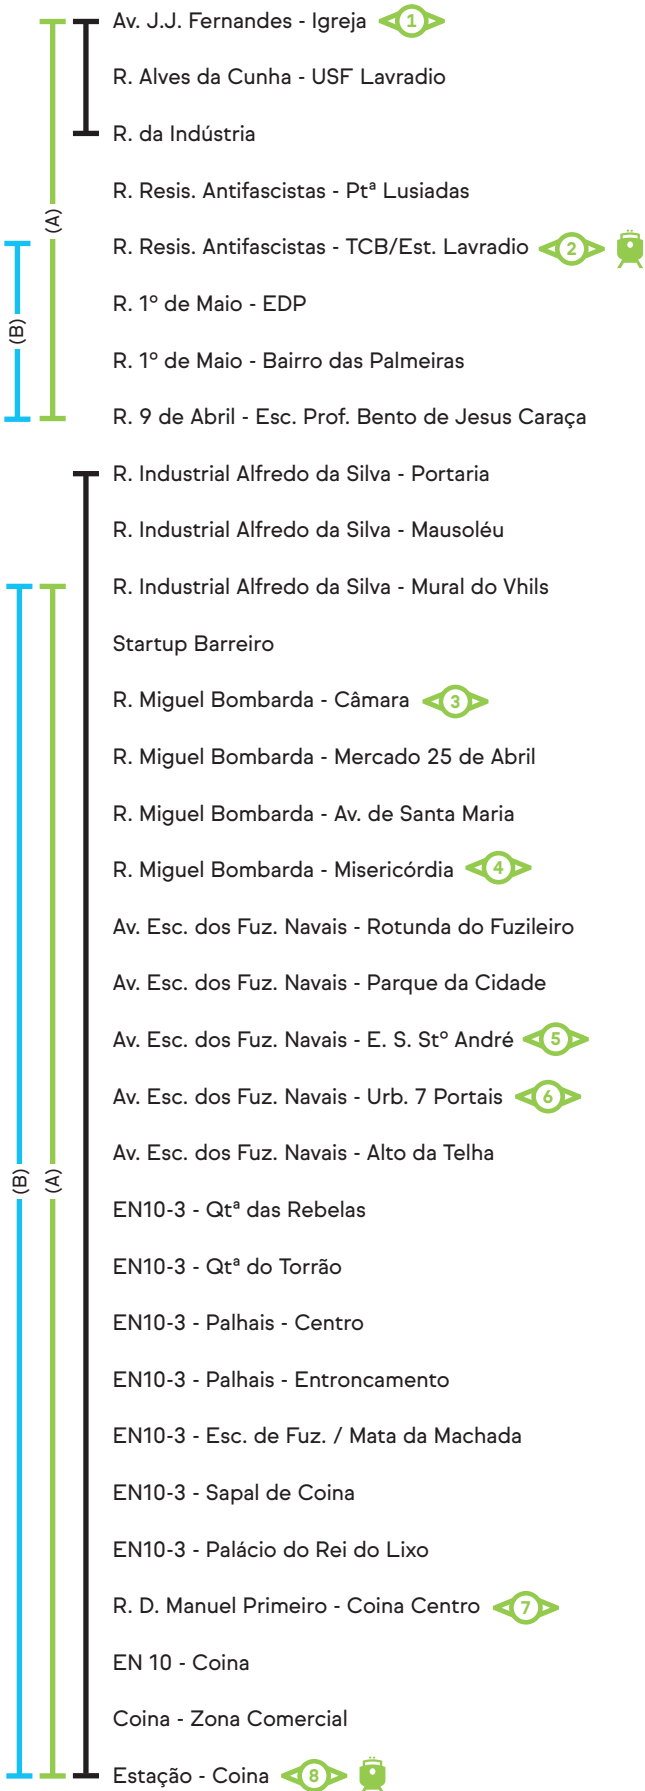 Av. J.J. Fernandes - Igreja 1
R. Alves da Cunha - USF Lavradio
R. da Indústria
R. Resis. Antifascistas - Ptª Lusiadas
(A)
R. Resis. Antifascistas - TCB/Est. Lavradio 2
R. 1º de Maio - EDP
(B)
R. 1º de Maio - Bairro das Palmeiras
R. 9 de Abril - Esc. Prof. Bento de Jesus Caraça
R. Industrial Alfredo da Silva - Portaria
R. Industrial Alfredo da Silva - Mausoléu
R. Industrial Alfredo da Silva - Mural do Vhils
Startup Barreiro
R. Miguel Bombarda - Câmara 3
R. Miguel Bombarda - Mercado 25 de Abril
R. Miguel Bombarda - Av. de Santa Maria
R. Miguel Bombarda - Misericórdia 4
Av. Esc. dos Fuz. Navais - Rotunda do Fuzileiro
Av. Esc. dos Fuz. Navais - Parque da Cidade
Av. Esc. dos Fuz. Navais - E. S. Stº André 5
Av. Esc. dos Fuz. Navais - Urb. 7 Portais 6
Av. Esc. dos Fuz. Navais - Alto da Telha
(B) (A)
EN10-3 - Qtª das Rebelas
EN10-3 - Qtª do Torrão
EN10-3 - Palhais - Centro
EN10-3 - Palhais - Entroncamento
EN10-3 - Esc. de Fuz. / Mata da Machada
EN10-3 - Sapal de Coina
EN10-3 - Palácio do Rei do Lixo
R. D. Manuel Primeiro - Coina Centro 7
EN 10 - Coina
Coina - Zona Comercial
Estação - Coina 8